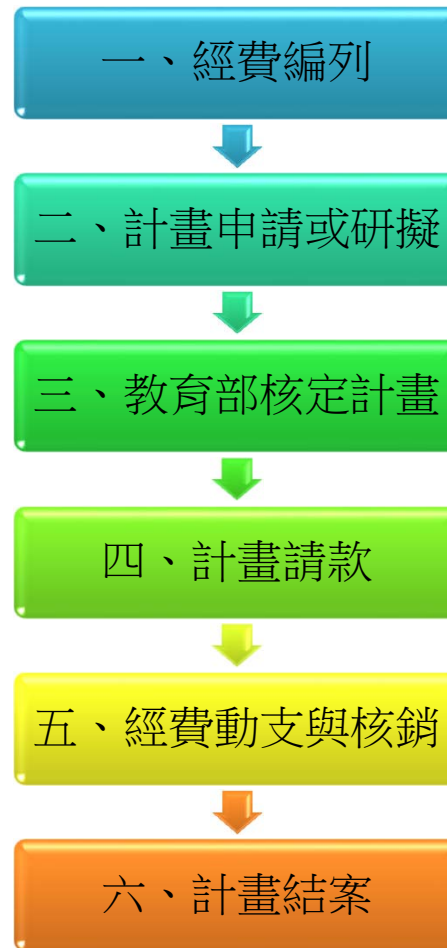 一、經費編列
二、計畫申請或研擬
三、教育部核定計畫
四、計畫請款
五、經費動支與核銷
六、計畫結案